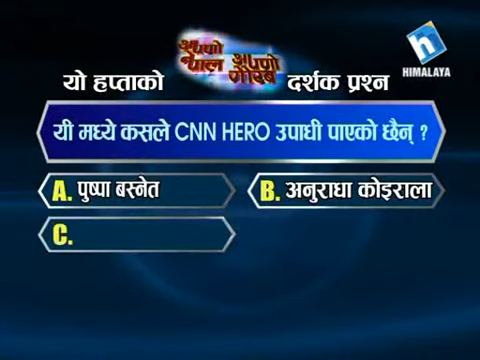 आफ्नो नेपाल आफ्नो गौरव
HIMALAYA
यो हप्ताको दर्शक प्रश्न
यी मध्ये कसले CNN HERO उपाधी पाएको छैन् ?
A. पुष्पा बस्नेत
B. अनुराधा कोइराला
C.